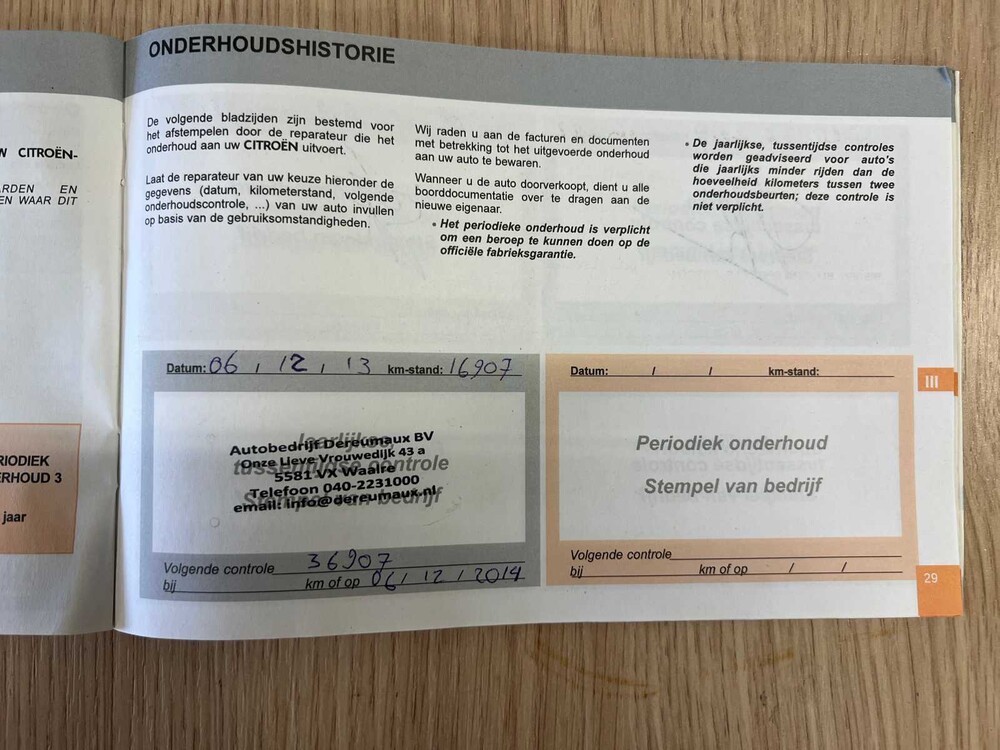 W CITROËN-
ARDEN EN
EN WAAR DIT
RIODIEK
ERHOUD 3
jaar
ONDERHOUDSHISTORIE
De volgende bladzijden zijn bestemd voor
het afstempelen door de reparateur die het
onderhoud aan uw CITROËN uitvoert.
Laat de reparateur van uw keuze hieronder de
gegevens (datum, kilometerstand, volgende
onderhoudscontrole, ...) van uw auto invullen
op basis van de gebruiksomstandigheden.
Wij raden u aan de facturen en documenten
met betrekking tot het uitgevoerde onderhoud
aan uw auto te bewaren.
Wanneer u de auto doorverkoopt, dient u alle
boorddocumentatie over te dragen aan de
nieuwe eigenaar.
• Het periodieke onderhoud is verplicht
om een beroep te kunnen doen op de
officiële fabrieksgarantie.
• De jaarlijkse, tussentijdse controles
worden geadviseerd voor auto's
die jaarlijks minder rijden dan de
hoeveelheid kilometers tussen twee
onderhoudsbeurten; deze controle is
niet verplicht.
Datum: 06 / 12 / 13 km-stand: 16907
Jaarlijkse,
tussentijdse controle
Stempel van bedrijf
Autobedrijf Dereumaux BV
Onze Lieve Vrouwedijk 43 a
5581 VX Waalre
Telefoon 040-2231000
email: info@dereumaux.nl
Volgende controle 36907
bij km of op 06 / 12 / 2014
Datum: / / km-stand:
Periodiek onderhoud
Stempel van bedrijf
Volgende controle
bij km of op / /
III
29